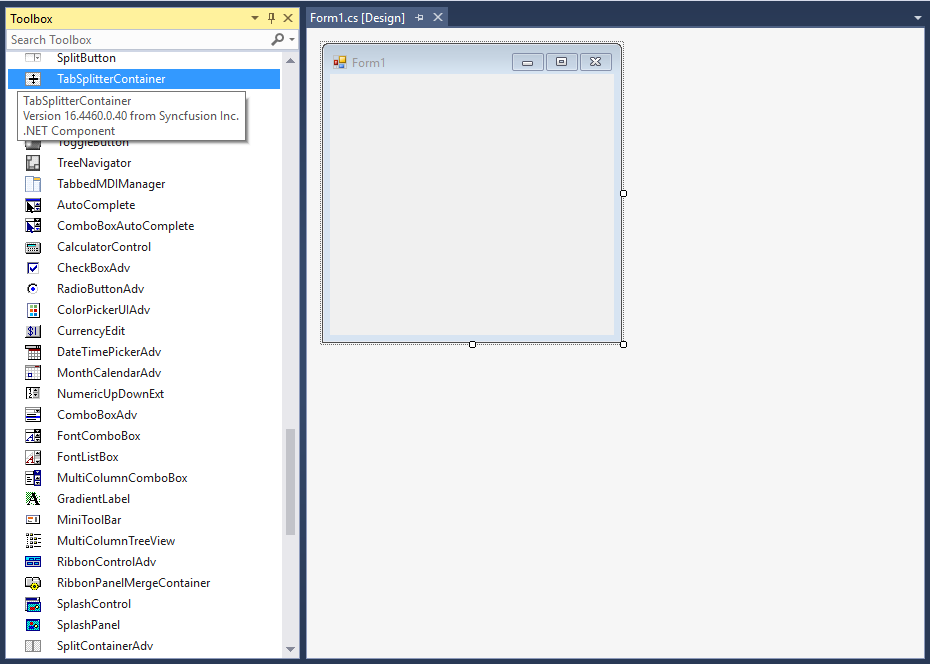 Toolbox
Search Toolbox
SplitButton
TabSplitterContainer
TabSplitterContainer
Version 16.4460.0.40 from Syncfusion Inc.
.NET Component
ToggleButton
TreeNavigator
TabbedMDIManager
AutoComplete
ComboBoxAutoComplete
CalculatorControl
CheckBoxAdv
RadioButtonAdv
ColorPickerUIAdv
CurrencyEdit
DateTimePickerAdv
MonthCalendarAdv
NumericUpDownExt
ComboBoxAdv
FontComboBox
FontListBox
MultiColumnComboBox
GradientLabel
MiniToolBar
MultiColumnTreeView
RibbonControlAdv
RibbonPanelMergeContainer
SplashControl
SplashPanel
SplitContainerAdv
Form1.cs [Design]
Form1